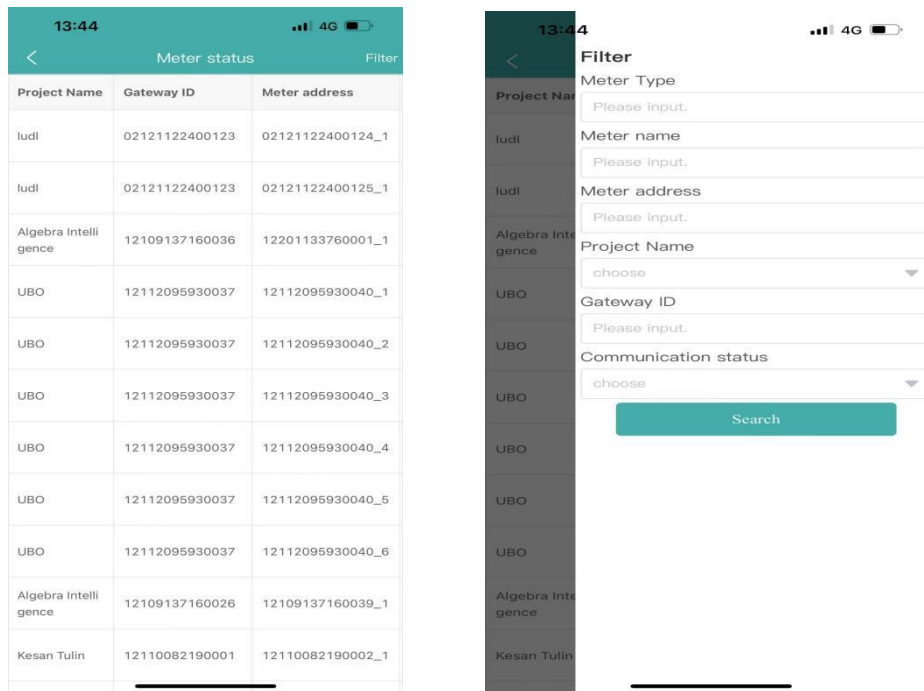 13:44 4G
Meter status Filter
Project Name Gateway ID Meter address
ludl 02121122400123 02121122400124_1
ludl 02121122400123 02121122400125_1
Algebra Intelli
gence 12109137160036 12201133760001_1
UBO 12112095930037 12112095930040_1
UBO 12112095930037 12112095930040_2
UBO 12112095930037 12112095930040_3
UBO 12112095930037 12112095930040_4
UBO 12112095930037 12112095930040_5
UBO 12112095930037 12112095930040_6
Algebra Intelli
gence 12109137160026 12109137160039_1
Kesan Tulin 12110082190001 12110082190002_1
13:44 4G
Project Nar
ludl
ludl
Algebra Inte
gence
UBO
UBO
UBO
UBO
UBO
UBO
Algebra Inte
gence
Kesan Tulin
Filter
Meter Type
Please input.
Meter name
Please input.
Meter address
Please input.
Project Name
choose
Gateway ID
Please input.
Communication status
choose
Search